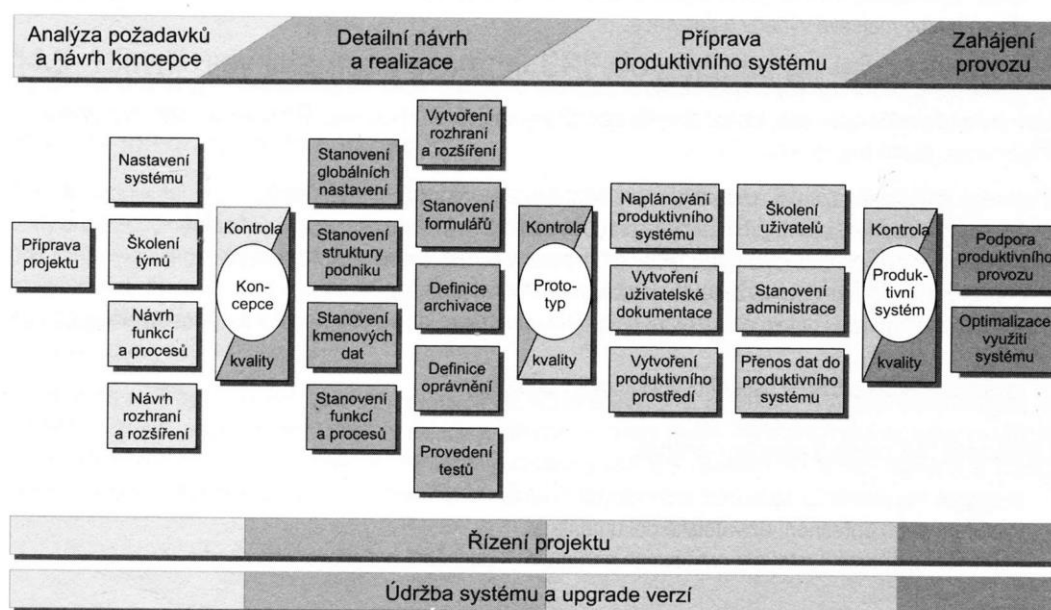 Analýza požadavků
a návrh koncepce
Detailní návrh
a realizace
Příprava
produktivního systému
Zahájení
provozu
Příprava
projektu
Nastavení
systému
Školení
týmů
Návrh
funkcí
a procesů
Návrh
rozhraní
a rozšíření
Kontrola
Kon-
cepce
kvality
Stanovení
globálních
nastavení
Stanovení
struktury
podniku
Stanovení
kmenových
dat
Stanovení
funkcí
a procesů
Vytvoření
rozhraní
a rozšíření
Stanovení
formulářů
Definice
archivace
Definice
oprávnění
Provedení
testů
Kontrola
Proto-
typ
kvality
Naplánování
produktivního
systému
Vytvoření
uživatelské
dokumentace
Vytvoření
produktivního
prostředí
Školení
uživatelů
Stanovení
administrace
Přenos dat do
produktivního
systému
Kontrola
Produk-
tivní
systém
kvality
Podpora
produktivního
provozu
Optimalizace
využití
systému
Řízení projektu
Údržba systému a upgrade verzí